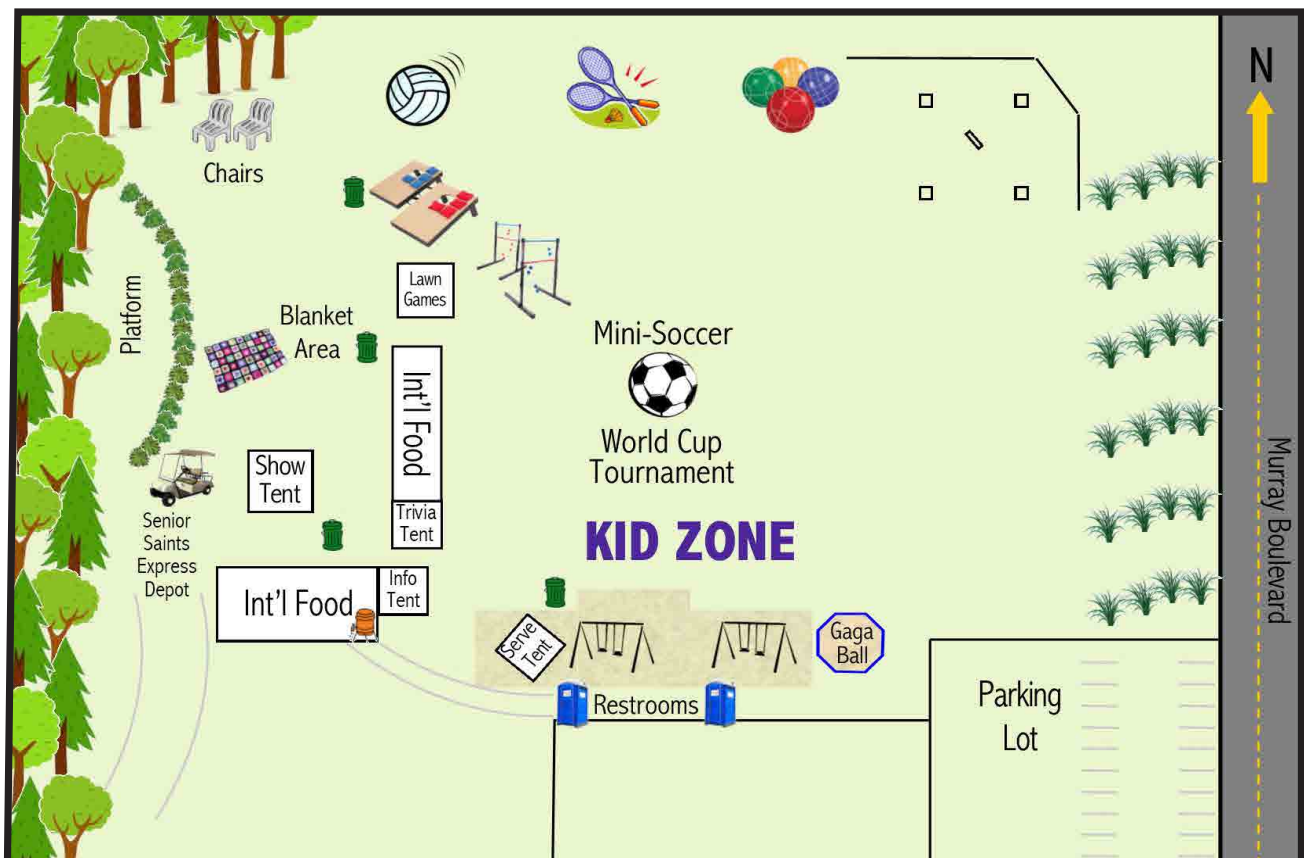 N
Chairs
Platform
Lawn
Games
Blanket
Area
Mini-Soccer
World Cup
Tournament
Int'l Food
Show
Tent
Trivia
Tent
Senior
Saints
Express
Depot
KID ZONE
Int'l Food
Info
Tent
Serve
Tent
Gaga
Ball
Restrooms
Parking
Lot
Murray Boulevard